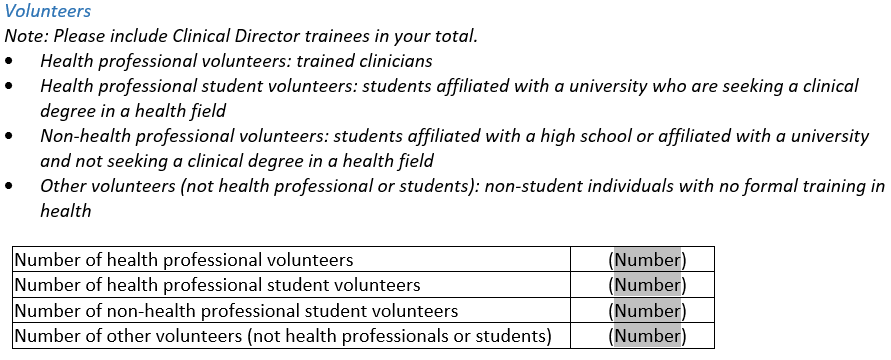 Volunteers
Note: Please include Clinical Director trainees in your total.
• Health professional volunteers: trained clinicians
• Health professional student volunteers: students affiliated with a university who are seeking a clinical
degree in a health field
• Non-health professional volunteers: students affiliated with a high school or affiliated with a university
and not seeking a clinical degree in a health field
• Other volunteers (not health professional or students): non-student individuals with no formal training in
health
Number of health professional volunteers (Number)
Number of health professional student volunteers (Number)
Number of non-health professional student volunteers (Number)
Number of other volunteers (not health professionals or students) (Number)